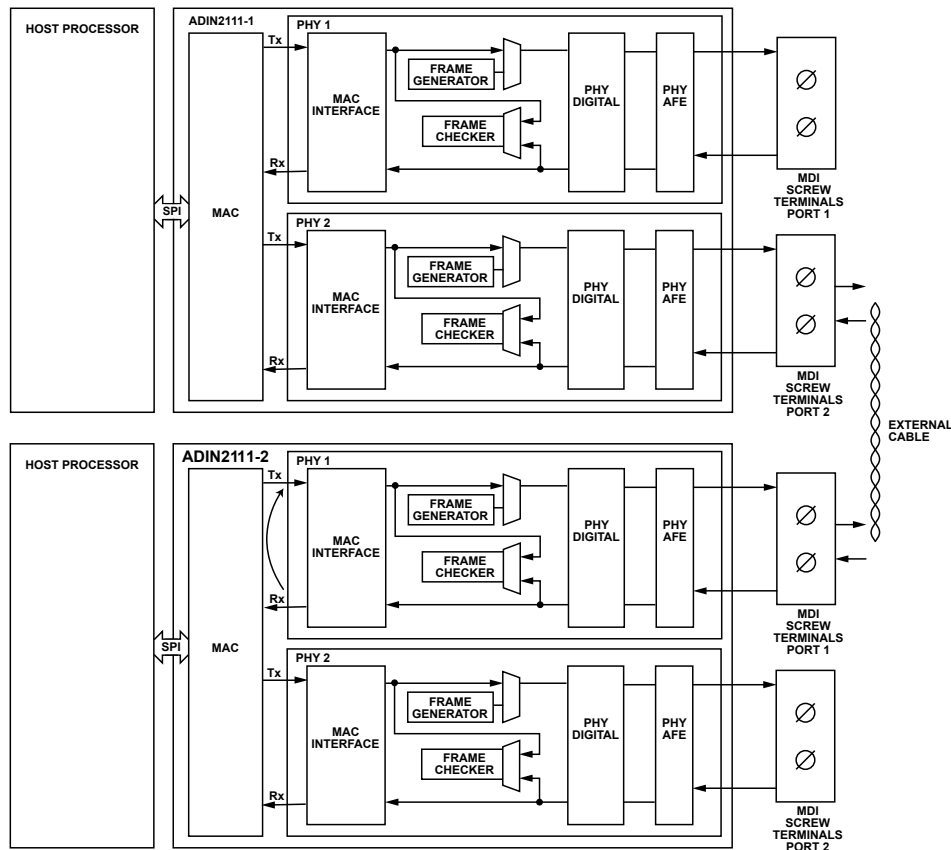 HOST PROCESSOR
ADIN2111-1
SPI
MAC
Tx
Rx
PHY 1
MAC
INTERFACE
FRAME
GENERATOR
FRAME
CHECKER
PHY
DIGITAL
PHY
AFE
MDI
SCREW
TERMINALS
PORT 1
Tx
Rx
PHY 2
MAC
INTERFACE
FRAME
GENERATOR
FRAME
CHECKER
PHY
DIGITAL
PHY
AFE
MDI
SCREW
TERMINALS
PORT 2
EXTERNAL
CABLE
HOST PROCESSOR
ADIN2111-2
SPI
MAC
Tx
Rx
PHY 1
MAC
INTERFACE
FRAME
GENERATOR
FRAME
CHECKER
PHY
DIGITAL
PHY
AFE
MDI
SCREW
TERMINALS
PORT 1
Tx
Rx
PHY 2
MAC
INTERFACE
FRAME
GENERATOR
FRAME
CHECKER
PHY
DIGITAL
PHY
AFE
MDI
SCREW
TERMINALS
PORT 2